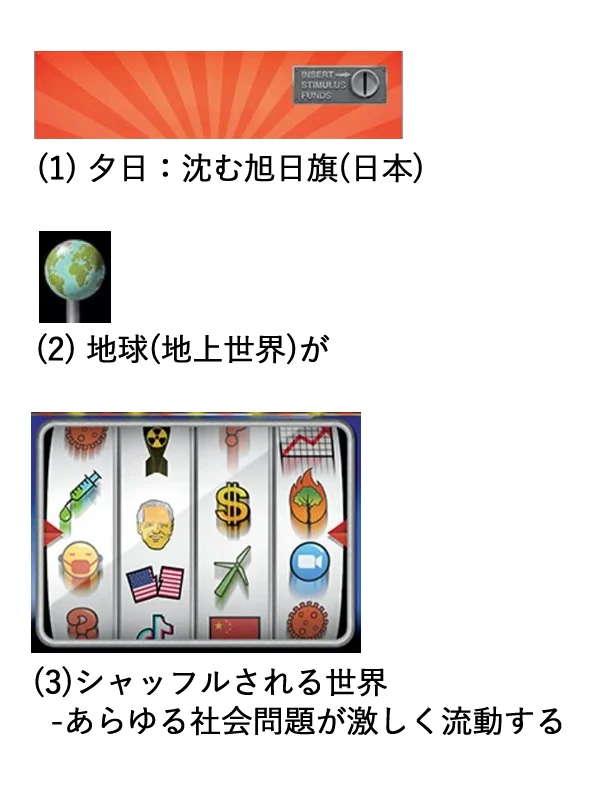 INSERT
STIMULUS
FUNDS
(1) 夕日：沈む旭日旗(日本)
(2) 地球(地上世界)が
?
$
?
(3)シャッフルされる世界
-あらゆる社会問題が激しく流動する